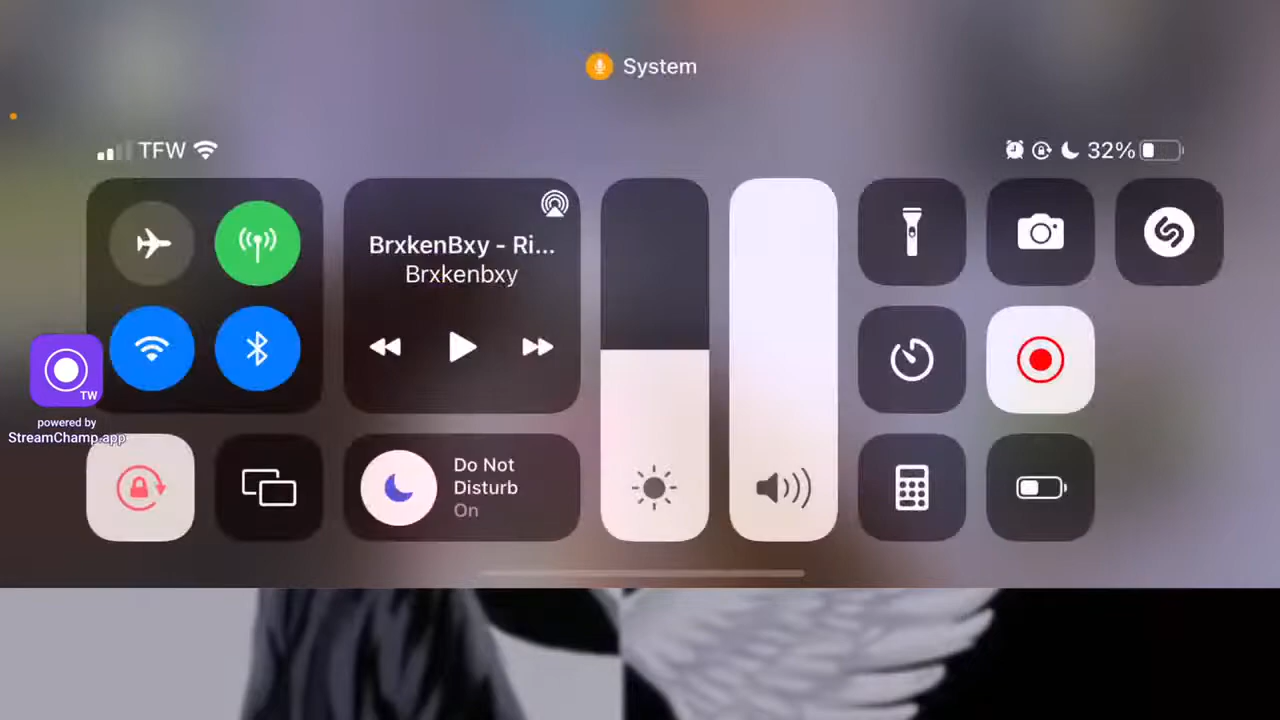 System
TFW
32%
BrxkenBxy - Ri...
Brxkenbxy
TW
powered by
StreamChamp.app
Do Not
Disturb
On